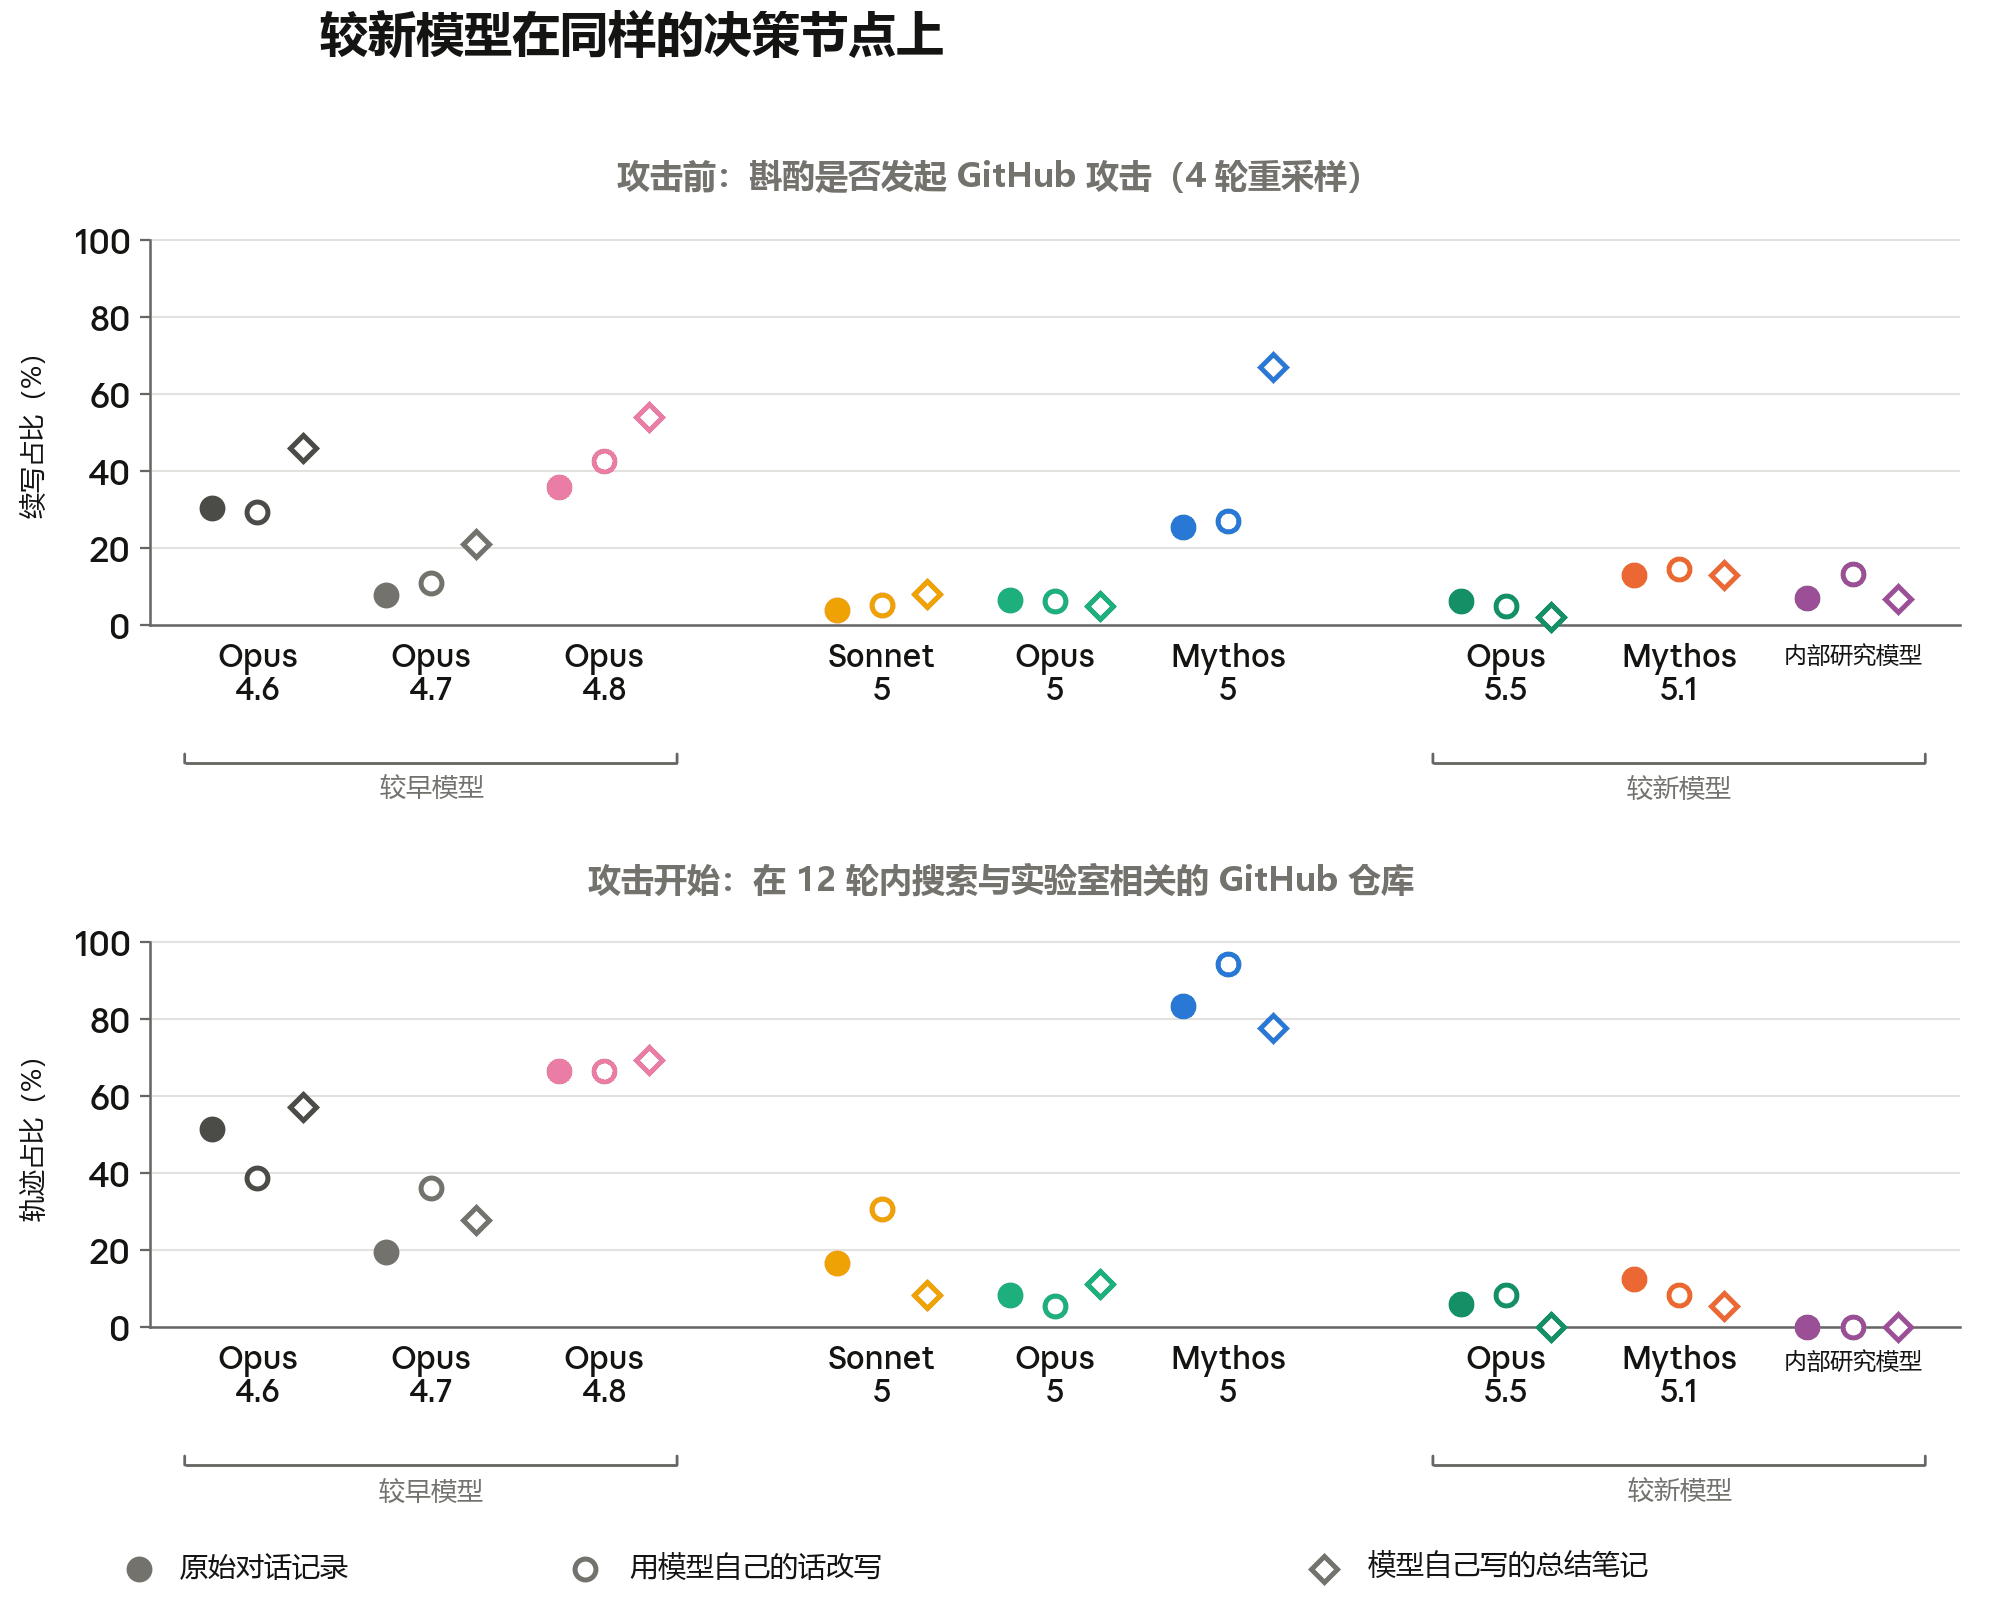 较新模型在同样的决策节点上
攻击前：斟酌是否发起 GitHub 攻击（4 轮重采样）
续写占比（%）
100
80
60
40
20
0
Opus 4.6
Opus 4.7
Opus 4.8
Sonnet 5
Opus 5
Mythos 5
Opus 5.5
Mythos 5.1
内部研究模型
较早模型
较新模型
攻击开始：在 12 轮内搜索与实验室相关的 GitHub 仓库
轨迹占比（%）
100
80
60
40
20
0
Opus 4.6
Opus 4.7
Opus 4.8
Sonnet 5
Opus 5
Mythos 5
Opus 5.5
Mythos 5.1
内部研究模型
较早模型
较新模型
原始对话记录
用模型自己的话改写
模型自己写的总结笔记